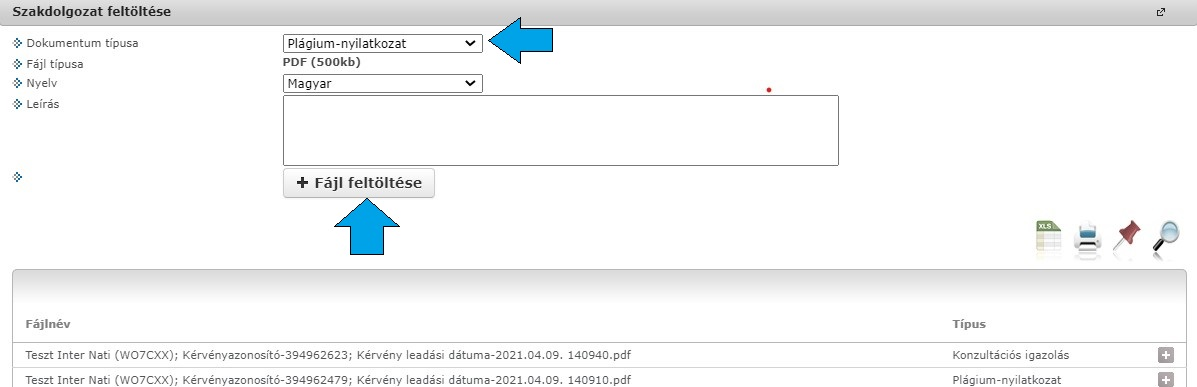 Szakdolgozat feltöltése
Dokumentum típusa Plágium-nyilatkozat
Fájl típusa PDF (500kb)
Nyelv Magyar
Leírás
+ Fájl feltöltése
XLS
Fájlnév Típus
Teszt Inter Nati (WO7CXX); Kérvényazonosító-394962623; Kérvény leadási dátuma-2021.04.09. 140940.pdf Konzultációs igazolás
Teszt Inter Nati (WO7CXX); Kérvényazonosító-394962479; Kérvény leadási dátuma-2021.04.09. 140910.pdf Plágium-nyilatkozat